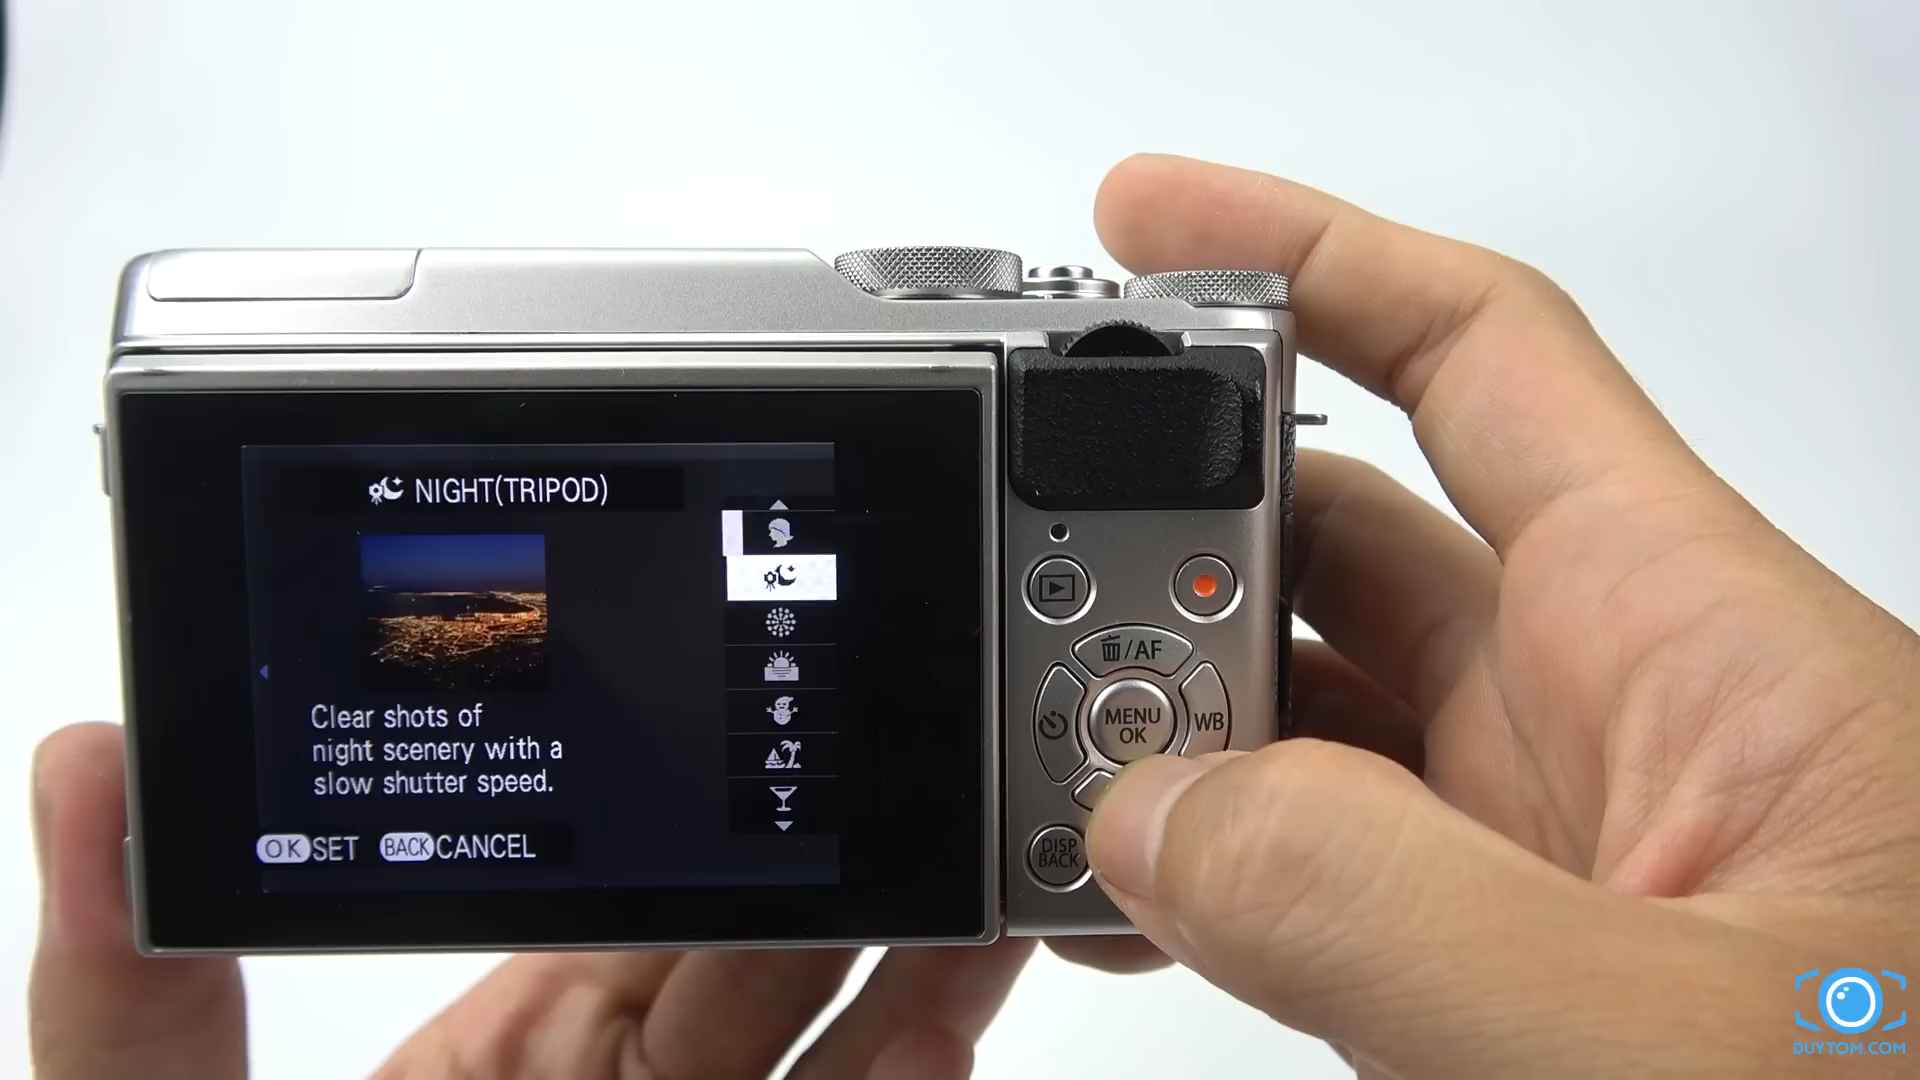 NIGHT(TRIPOD)
Clear shots of
night scenery with a
slow shutter speed.
OK SET BACK CANCEL
/AF
MENU
OK
WB
DISP
BACK
DUYTOM.COM